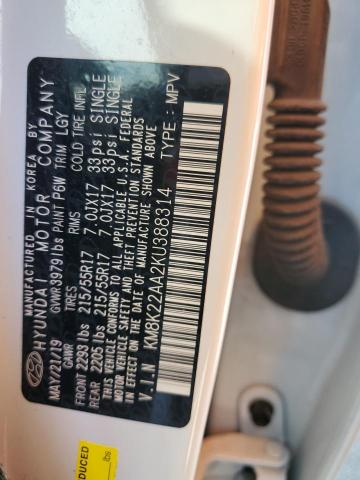 MANUFACTURED IN KOREA BY
HYUNDAI MOTOR COMPANY
MAY/22/19 GVWR 3979 lbs PAINT P6W TRIM LGY
GAWR TIRES RIMS COLD TIRE INFL
FRONT 2293 lbs 215/55R17 7.0JX17 33psi SINGLE
REAR 2205 lbs 215/55R17 7.0JX17 33psi SINGLE
THIS VEHICLE CONFORMS TO ALL APPLICABLE U.S.A. FEDERAL
MOTOR VEHICLE SAFETY AND THEFT PREVENTION STANDARDS
IN EFFECT ON THE DATE OF MANUFACTURE SHOWN ABOVE
V.I.N : KM8K22AA2KU388314 TYPE : MPV
lbs